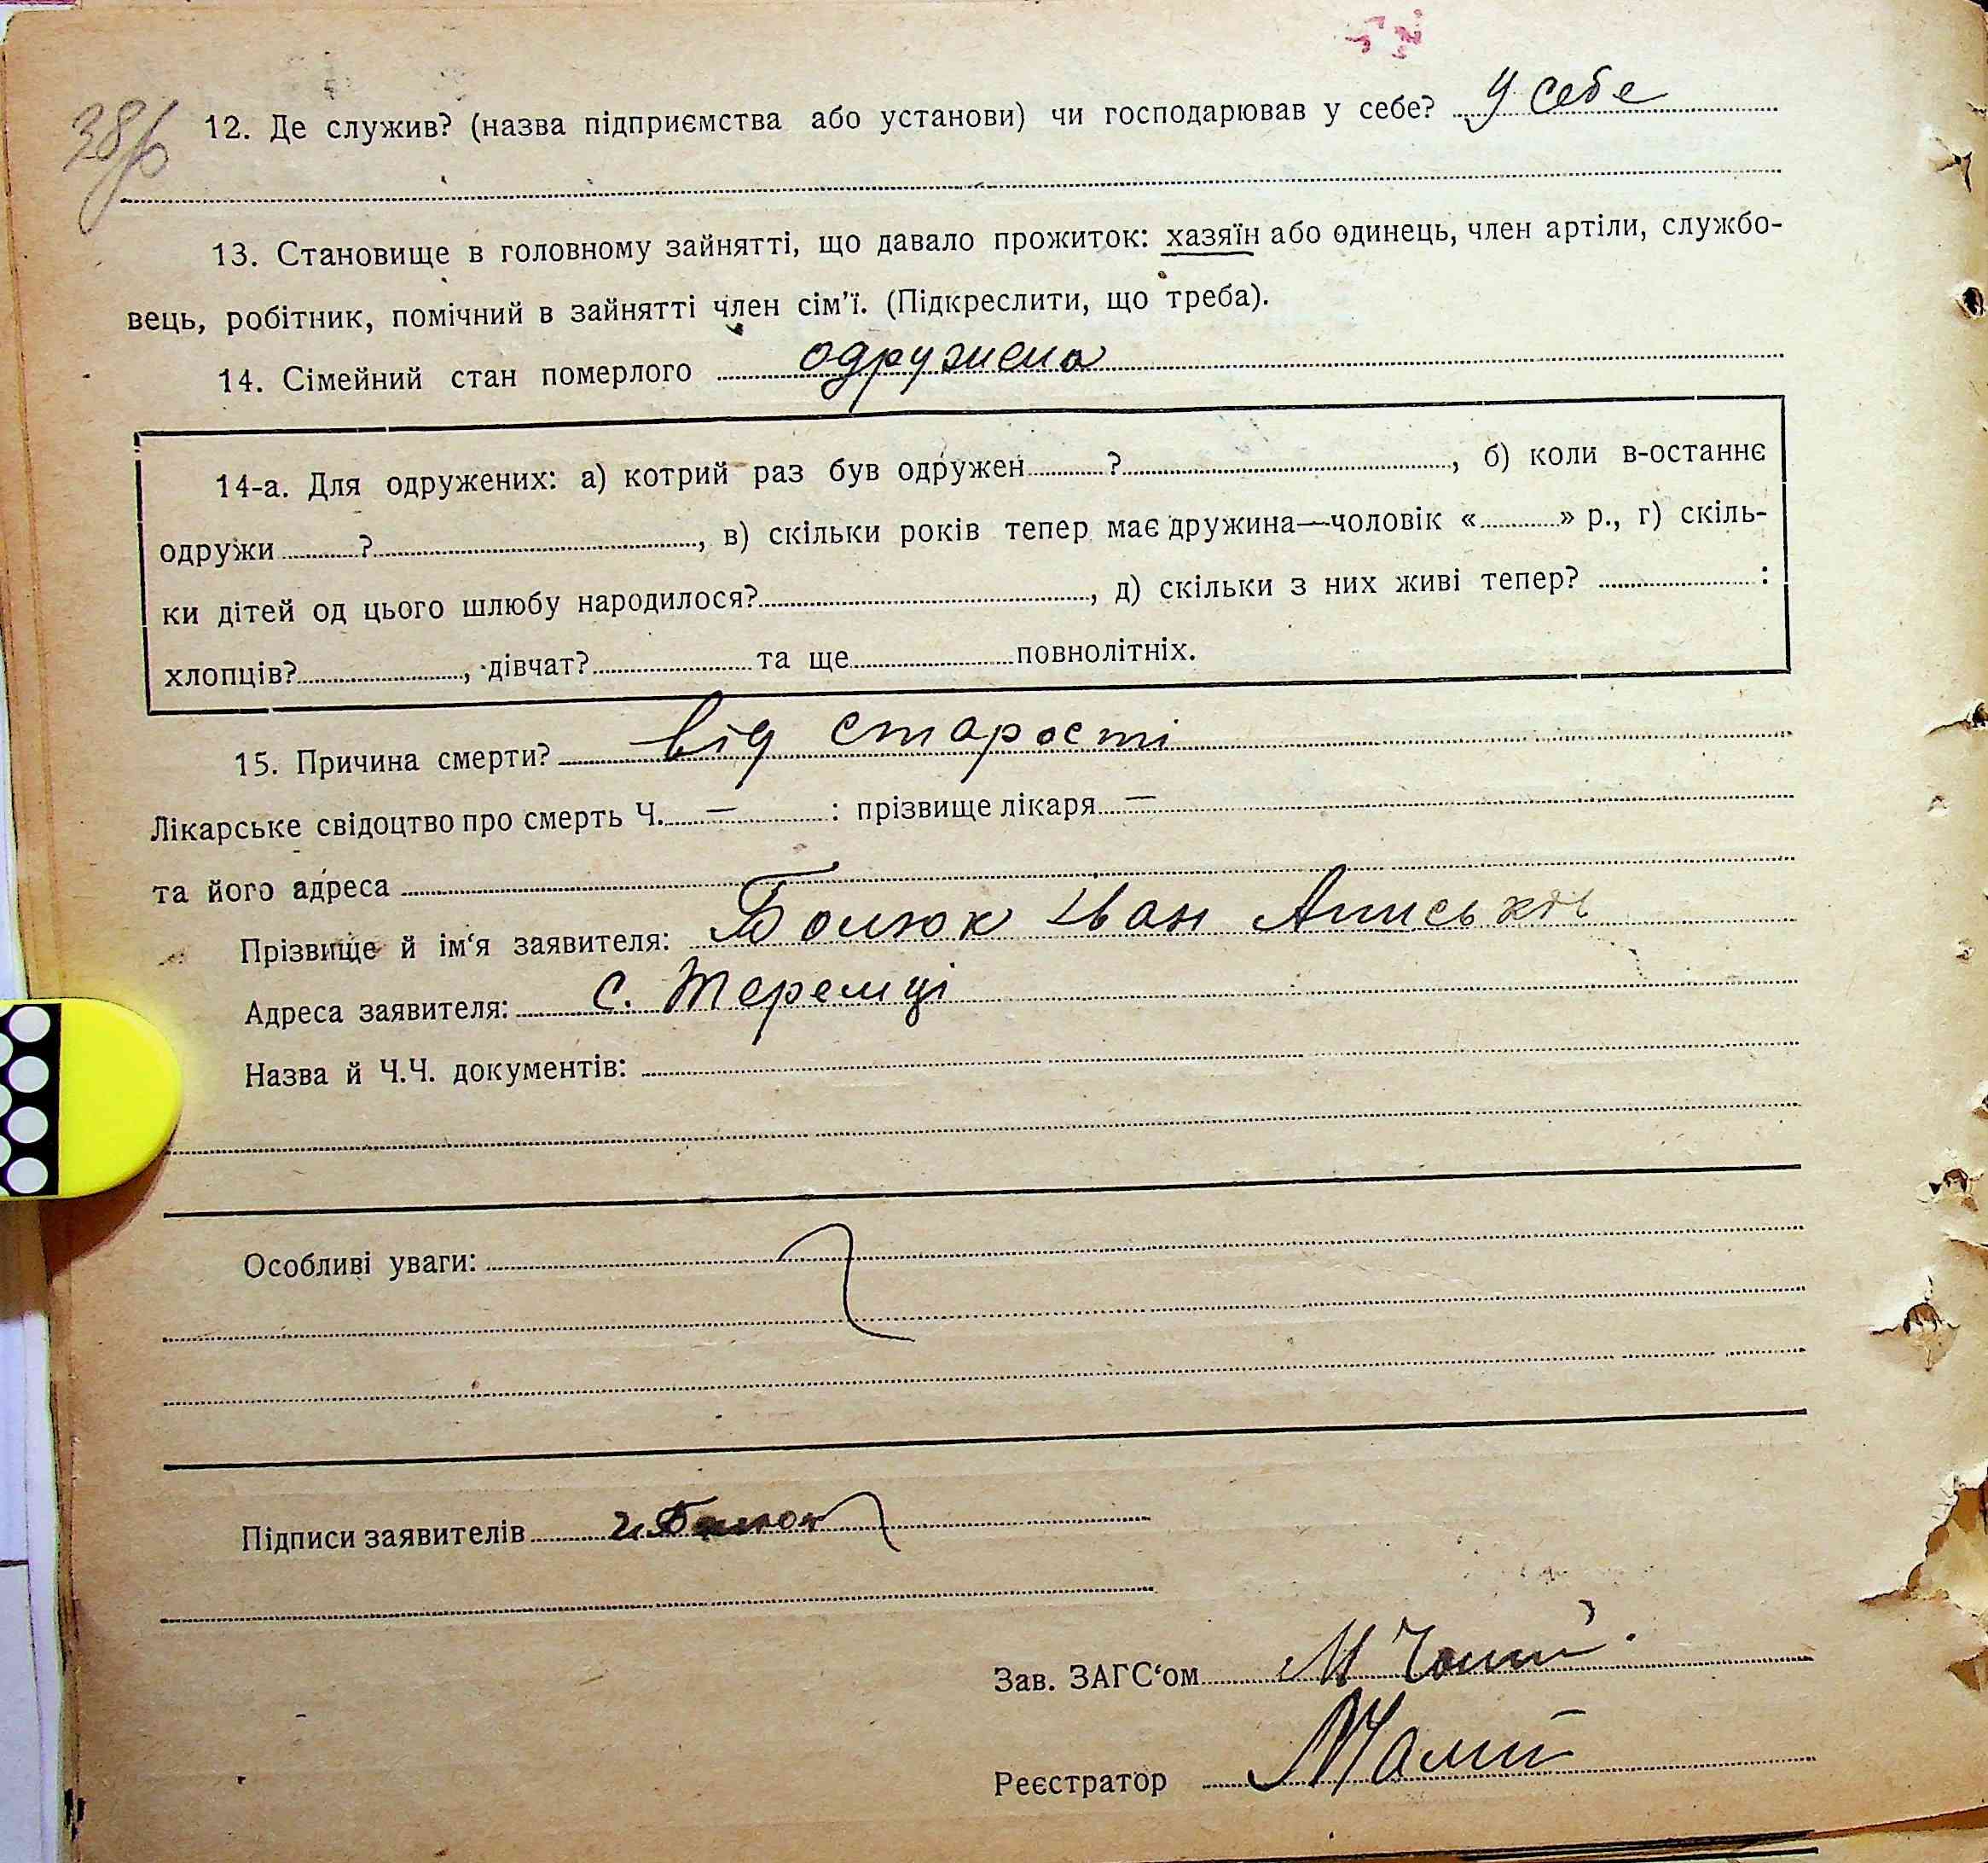 12. Де служив? (назва підприємства або установи) чи господарював у себе? у себе
13. Становище в головному зайнятті, що давало прожиток: хазяїн або одинець, член артіли, службо-
вець, робітник, помічний в зайнятті член сім'ї. (Підкреслити, що треба).
14. Сімейний стан померлого одружена
14-а. Для одружених: а) котрий раз був одружен ? , б) коли в-останнє
одружи ? , в) скільки років тепер має дружина—чоловік « » р., г) скіль-
ки дітей од цього шлюбу народилося? , д) скільки з них живі тепер? :
хлопців? , дівчат? та ще повнолітніх.
15. Причина смерти? від старості
Лікарське свідоцтво про смерть Ч. — : прізвище лікаря —
та його адреса
Прізвище й ім'я заявителя: Іван
Адреса заявителя: с. Теремці
Назва й Ч.Ч. документів:
Особливі уваги:
Підписи заявителів
Зав. ЗАГС'ом М
Реєстратор Малий